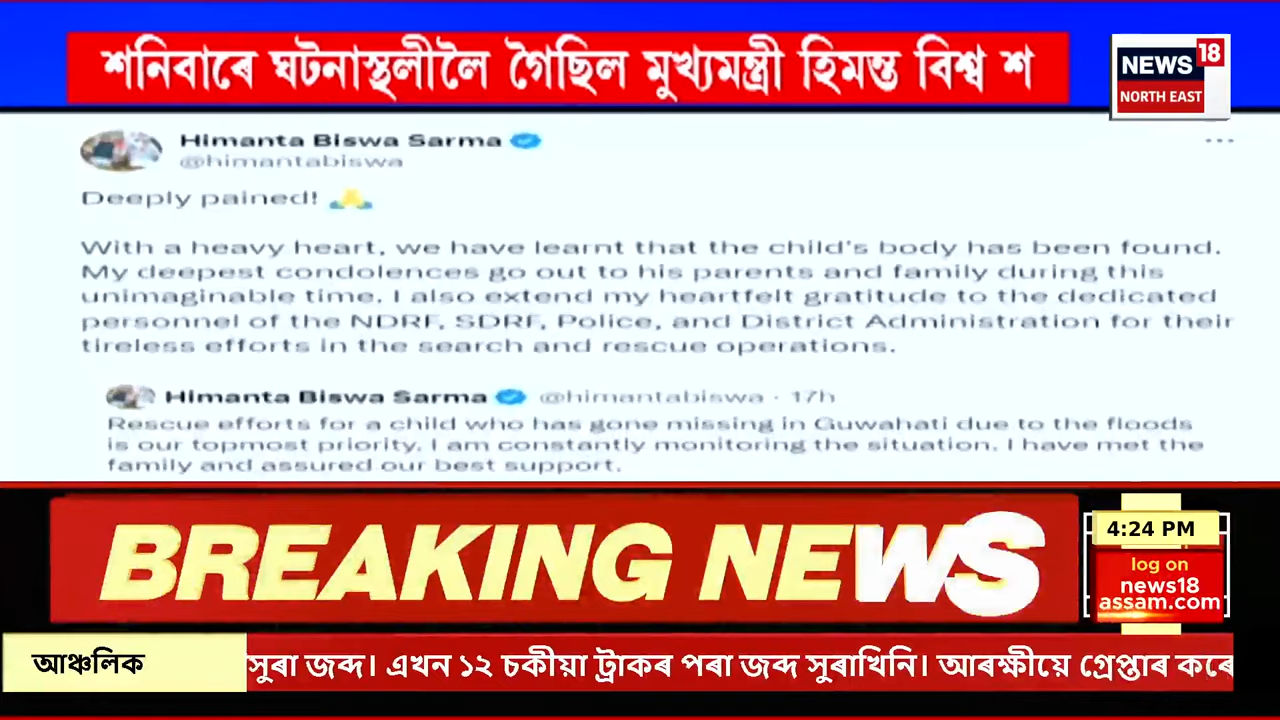 শনিবাৰে ঘটনাস্থলীলৈ গৈছিল মুখ্যমন্ত্ৰী হিমন্ত বিশ্ব শ
NEWS 18
NORTH EAST
Himanta Biswa Sarma
@himantabiswa
Deeply pained! 🙏
With a heavy heart, we have learnt that the child's body has been found.
My deepest condolences go out to his parents and family during this
unimaginable time. I also extend my heartfelt gratitude to the dedicated
personnel of the NDRF, SDRF, Police, and District Administration for their
tireless efforts in the search and rescue operations.
Himanta Biswa Sarma @himantabiswa · 17h
Rescue efforts for a child who has gone missing in Guwahati due to the floods
is our topmost priority. I am constantly monitoring the situation. I have met the
family and assured our best support.
BREAKING NEWS
4:24 PM
log on
news18
assam.com
আঞ্চলিক
সুৰা জব্দ। এখন ১২ চকীয়া ট্ৰাকৰ পৰা জব্দ সুৰাখিনি। আৰক্ষীয়ে গ্ৰেপ্তাৰ কৰে